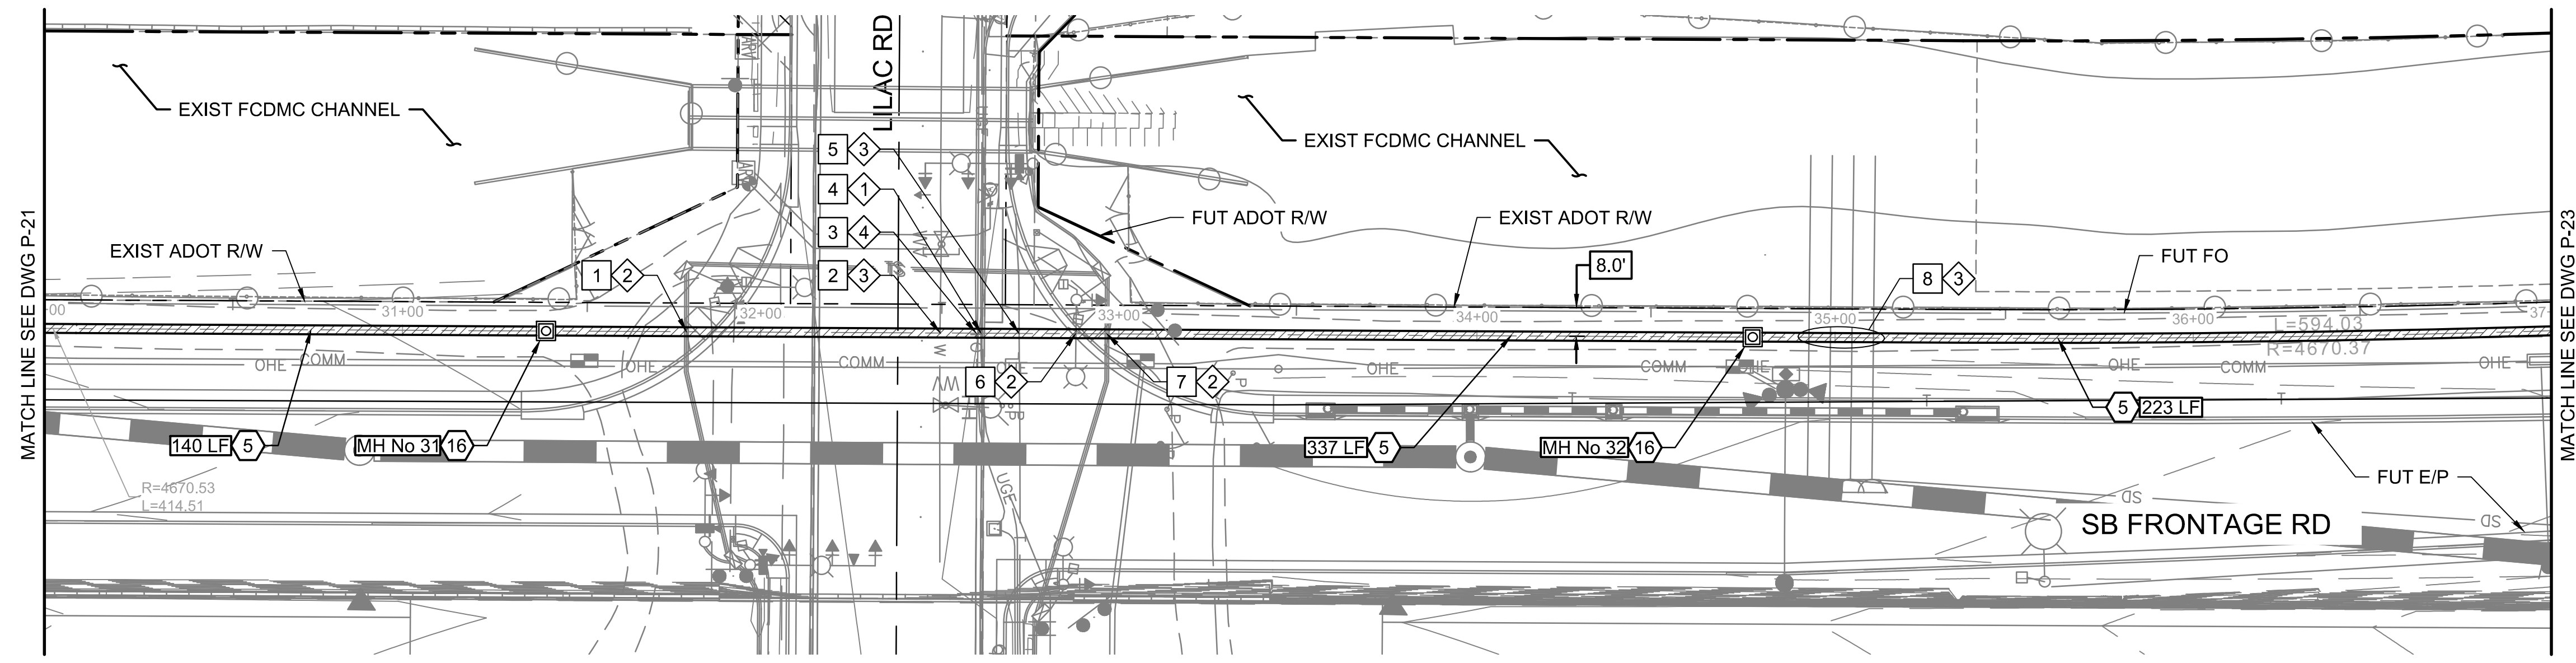 MATCH LINE SEE DWG P-21
EXIST FCDMC CHANNEL
LILAC RD
EXIST FCDMC CHANNEL
5 3
4 1
3 4
2 3
1 2
EXIST ADOT R/W
FUT ADOT R/W
EXIST ADOT R/W
8.0'
8 3
FUT FO
+00
31+00
32+00
33+00
34+00
35+00
36+00
37+
L=594.03
R=4670.37
OHE
COMM
OHE
COMM
OHE
OHE
COMM
OHE
OHE
COMM
OHE
W
6 2
7 2
T
T
P
140 LF 5
MH No 31 16
337 LF 5
MH No 32 16
5 223 LF
R=4670.53
L=414.51
UGE
SD
FUT E/P
SD
SB FRONTAGE RD
MATCH LINE SEE DWG P-23